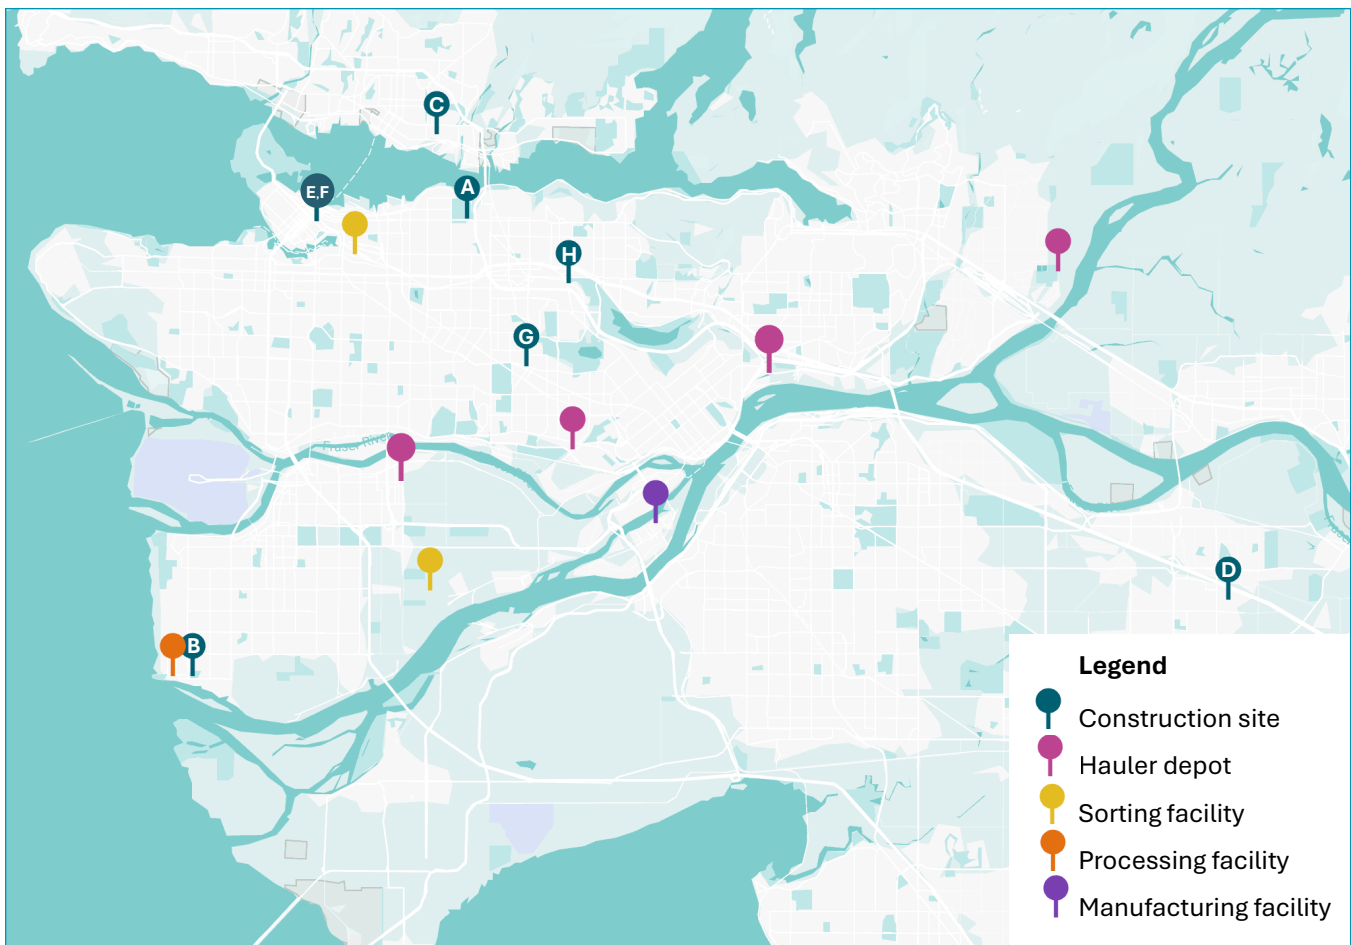 C
E,F
A
H
G
Fraser River
D
B
Legend
Construction site
Hauler depot
Sorting facility
Processing facility
Manufacturing facility